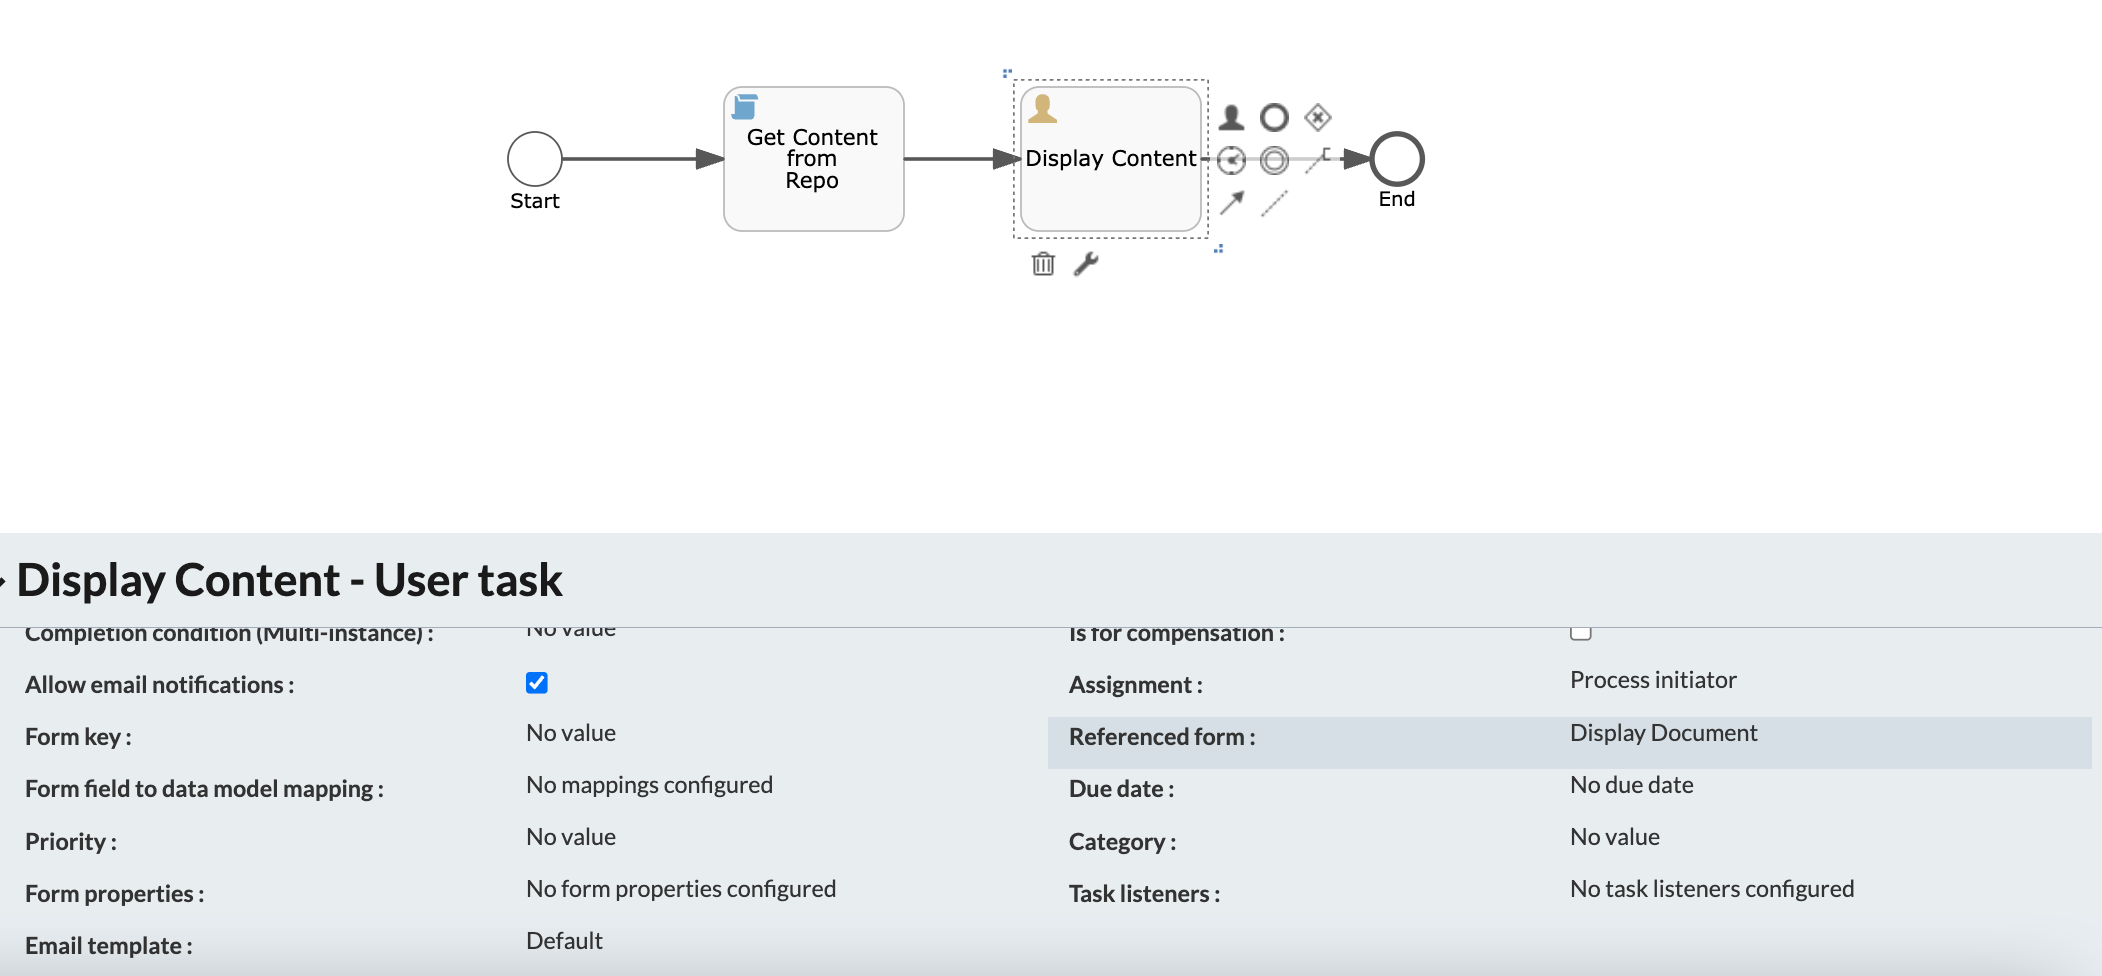 Start
Get Content
from
Repo
Display Content
End
Display Content - User task
Completion condition (Multi-instance) :
No value
Is for compensation :
Allow email notifications :
Assignment :
Process initiator
Form key :
No value
Referenced form :
Display Document
Form field to data model mapping :
No mappings configured
Due date :
No due date
Priority :
No value
Category :
No value
Form properties :
No form properties configured
Task listeners :
No task listeners configured
Email template :
Default